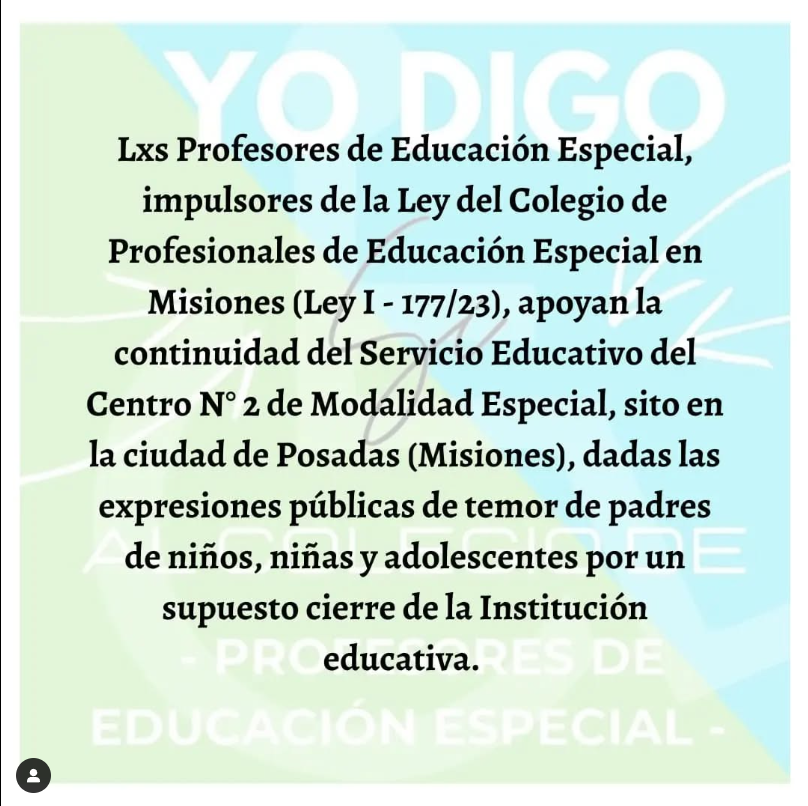 YO DIGO
Lxs Profesores de Educación Especial,
impulsores de la Ley del Colegio de
Profesionales de Educación Especial en
Misiones (Ley I - 177/23), apoyan la
continuidad del Servicio Educativo del
Centro N° 2 de Modalidad Especial, sito en
la ciudad de Posadas (Misiones), dadas las
expresiones públicas de temor de padres
AL COLEGIO DE
de niños, niñas y adolescentes por un
supuesto cierre de la Institución
educativa.
- PROFESORES DE
EDUCACIÓN ESPECIAL -